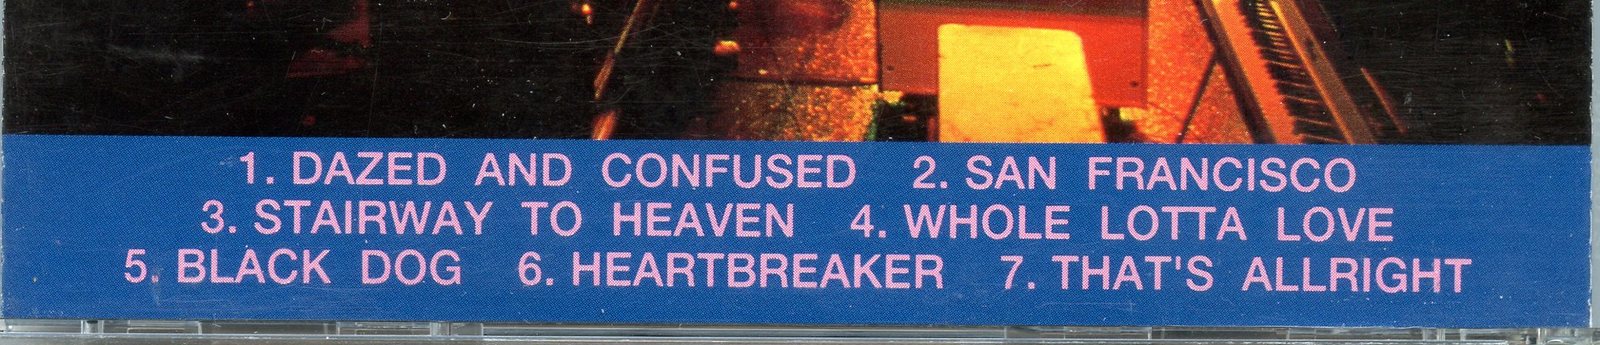 1. DAZED AND CONFUSED 2. SAN FRANCISCO
3. STAIRWAY TO HEAVEN 4. WHOLE LOTTA LOVE
5. BLACK DOG 6. HEARTBREAKER 7. THAT'S ALLRIGHT